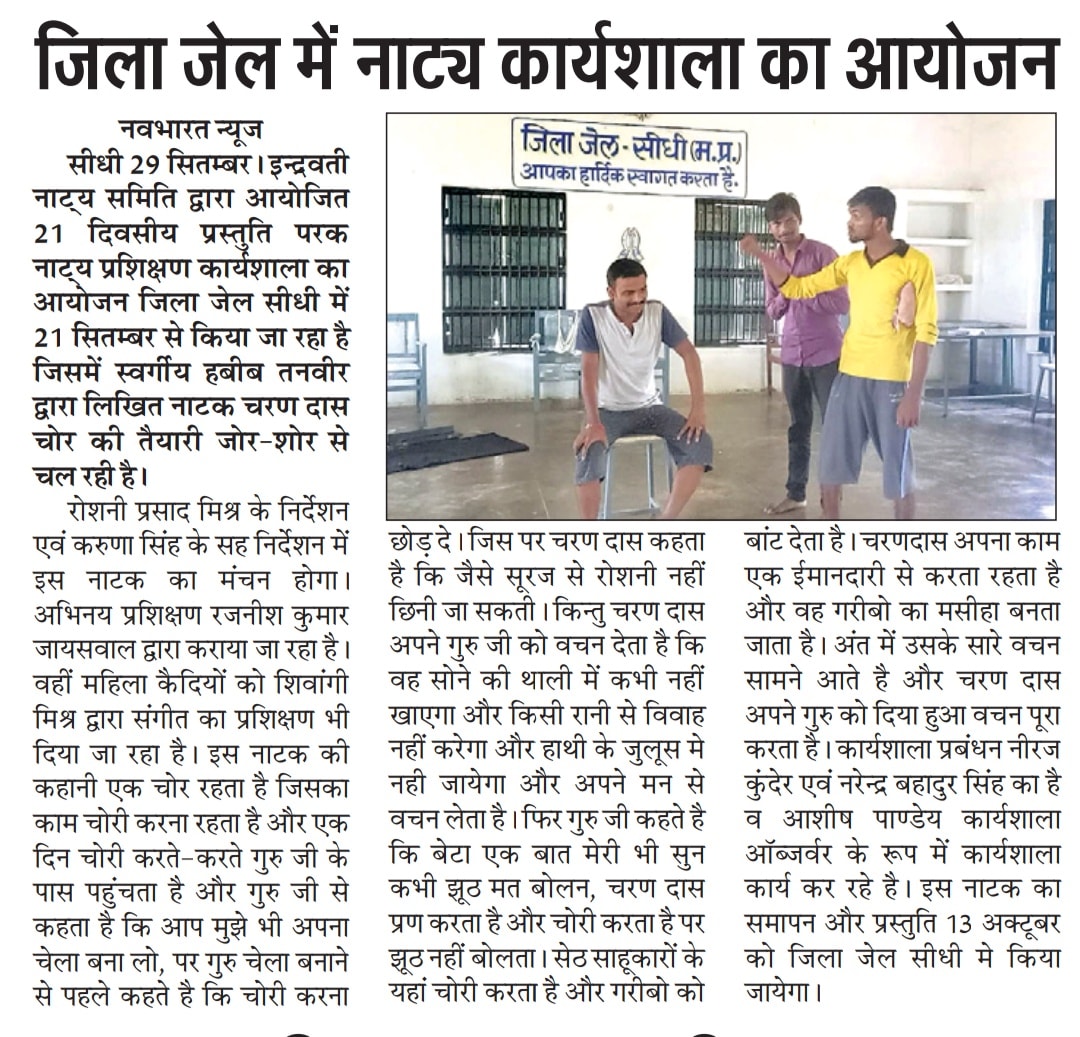 जिला जेल में नाट्य कार्यशाला का आयोजन
नवभारत न्यूज
सीधी 29 सितम्बर। इन्द्रवती
नाट्य समिति द्वारा आयोजित
21 दिवसीय प्रस्तुति परक
नाट्य प्रशिक्षण कार्यशाला का
आयोजन जिला जेल सीधी में
21 सितम्बर से किया जा रहा है
जिसमें स्वर्गीय हबीब तनवीर
द्वारा लिखित नाटक चरण दास
चोर की तैयारी जोर-शोर से
चल रही है।
रोशनी प्रसाद मिश्र के निर्देशन
एवं करुणा सिंह के सह निर्देशन में
इस नाटक का मंचन होगा।
अभिनय प्रशिक्षण रजनीश कुमार
जायसवाल द्वारा कराया जा रहा है।
वहीं महिला कैदियों को शिवांगी
मिश्र द्वारा संगीत का प्रशिक्षण भी
दिया जा रहा है। इस नाटक की
कहानी एक चोर रहता है जिसका
काम चोरी करना रहता है और एक
दिन चोरी करते-करते गुरु जी के
पास पहुंचता है और गुरु जी से
कहता है कि आप मुझे भी अपना
चेला बना लो, पर गुरु चेला बनाने
से पहले कहते है कि चोरी करना
जिला जेल - सीधी (म.प्र.)
आपका हार्दिक स्वागत करता है.
छोड़ दे। जिस पर चरण दास कहता
है कि जैसे सूरज से रोशनी नहीं
छिनी जा सकती। किन्तु चरण दास
अपने गुरु जी को वचन देता है कि
वह सोने की थाली में कभी नहीं
खाएगा और किसी रानी से विवाह
नहीं करेगा और हाथी के जुलूस मे
नही जायेगा और अपने मन से
वचन लेता है। फिर गुरु जी कहते है
कि बेटा एक बात मेरी भी सुन
कभी झूठ मत बोलन, चरण दास
प्रण करता है और चोरी करता है पर
झूठ नहीं बोलता। सेठ साहूकारों के
यहां चोरी करता है और गरीबो को
बांट देता है। चरणदास अपना काम
एक ईमानदारी से करता रहता है
और वह गरीबो का मसीहा बनता
जाता है। अंत में उसके सारे वचन
सामने आते है और चरण दास
अपने गुरु को दिया हुआ वचन पूरा
करता है। कार्यशाला प्रबंधन नीरज
कुंदेर एवं नरेन्द्र बहादुर सिंह का है
व आशीष पाण्डेय कार्यशाला
ऑब्जर्वर के रूप में कार्यशाला
कार्य कर रहे है। इस नाटक का
समापन और प्रस्तुति 13 अक्टूबर
को जिला जेल सीधी मे किया
जायेगा।